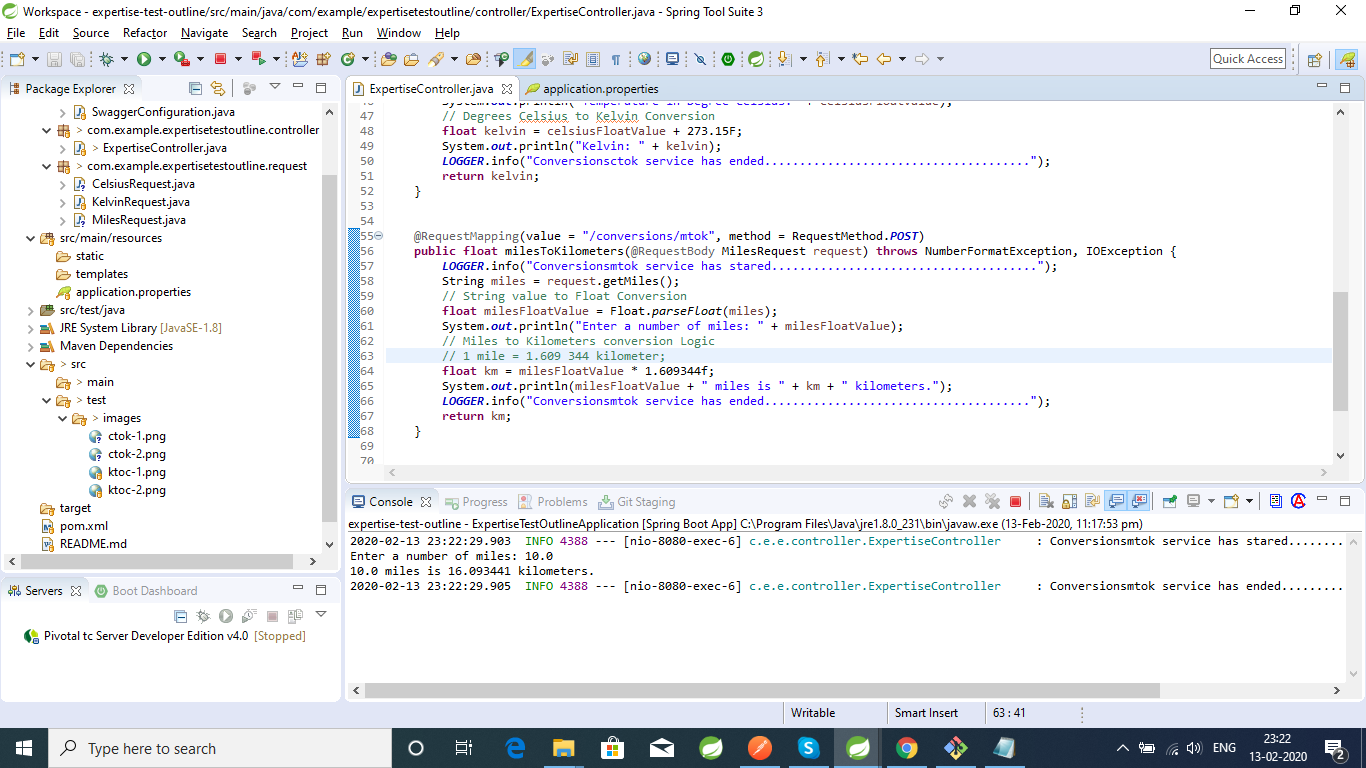 Workspace - expertise-test-outline/src/main/java/com/example/expertisetestoutline/controller/ExpertiseController.java - Spring Tool Suite 3
File Edit Source Refactor Navigate Search Project Run Window Help
Quick Access
Package Explorer
SwaggerConfiguration.java
> com.example.expertisetestoutline.controller
> ExpertiseController.java
> com.example.expertisetestoutline.request
CelsiusRequest.java
KelvinRequest.java
MilesRequest.java
src/main/resources
static
templates
application.properties
src/test/java
JRE System Library [JavaSE-1.8]
Maven Dependencies
> src
> main
> test
> images
ctok-1.png
ctok-2.png
ktoc-1.png
ktoc-2.png
target
pom.xml
README.md
Servers Boot Dashboard
Pivotal tc Server Developer Edition v4.0 [Stopped]
ExpertiseController.java application.properties
46 System.out.println("Temperature in Degree Celsius: " + celsiusFloatValue);
47 // Degrees Celsius to Kelvin Conversion
48 float kelvin = celsiusFloatValue + 273.15F;
49 System.out.println("Kelvin: " + kelvin);
50 LOGGER.info("Conversionsctok service has ended......................................");
51 return kelvin;
52 }
53
54
55 @RequestMapping(value = "/conversions/mtok", method = RequestMethod.POST)
56 public float milesToKilometers(@RequestBody MilesRequest request) throws NumberFormatException, IOException {
57 LOGGER.info("Conversionsmtok service has stared......................................");
58 String miles = request.getMiles();
59 // String value to Float Conversion
60 float milesFloatValue = Float.parseFloat(miles);
61 System.out.println("Enter a number of miles: " + milesFloatValue);
62 // Miles to Kilometers conversion Logic
63 // 1 mile = 1.609 344 kilometer;
64 float km = milesFloatValue * 1.609344f;
65 System.out.println(milesFloatValue + " miles is " + km + " kilometers.");
66 LOGGER.info("Conversionsmtok service has ended......................................");
67 return km;
68 }
69
70
Console Progress Problems Git Staging
expertise-test-outline - ExpertiseTestOutlineApplication [Spring Boot App] C:\Program Files\Java\jre1.8.0_231\bin\javaw.exe (13-Feb-2020, 11:17:53 pm)
2020-02-13 23:22:29.903 INFO 4388 --- [nio-8080-exec-6] c.e.e.controller.ExpertiseController : Conversionsmtok service has stared........
Enter a number of miles: 10.0
10.0 miles is 16.093441 kilometers.
2020-02-13 23:22:29.905 INFO 4388 --- [nio-8080-exec-6] c.e.e.controller.ExpertiseController : Conversionsmtok service has ended.........
Writable Smart Insert 63 : 41
Type here to search
ENG
23:22
13-02-2020
2